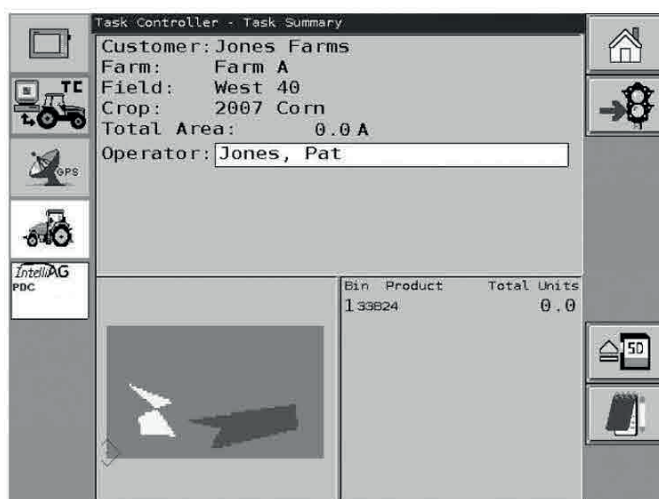 Task Controller - Task Summary
Customer: Jones Farms
Farm: Farm A
Field: West 40
Crop: 2007 Corn
Total Area: 0.0 A
Operator: Jones, Pat
TC
GPS
IntelliAG
PDC
Bin Product Total Units
1 33B24 0.0
SD